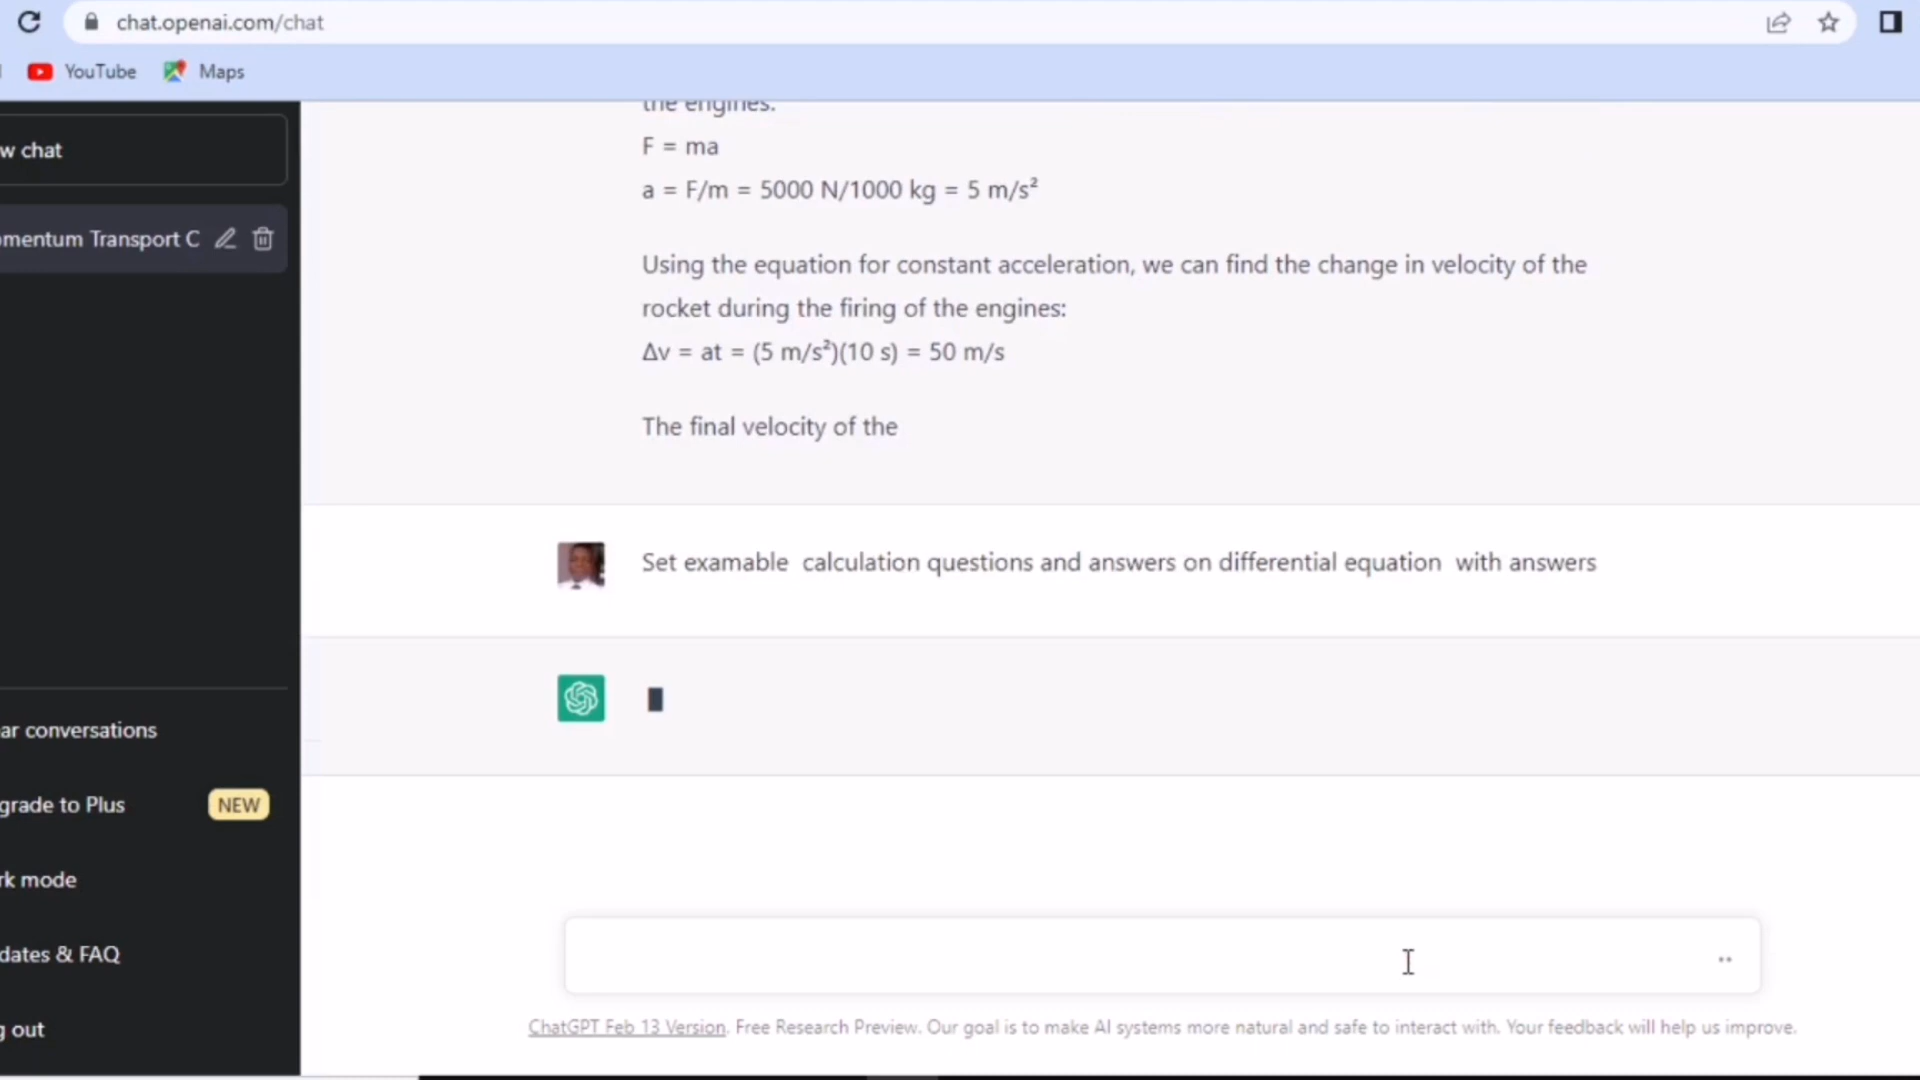 chat.openai.com/chat
YouTube Maps
the engines.
F = ma
w chat
a = F/m = 5000 N/1000 kg = 5 m/s²
omentum Transport C
Using the equation for constant acceleration, we can find the change in velocity of the
rocket during the firing of the engines:
Δv = at = (5 m/s²)(10 s) = 50 m/s
The final velocity of the
Set examable calculation questions and answers on differential equation with answers
ar conversations
grade to Plus NEW
rk mode
dates & FAQ
g out
ChatGPT Feb 13 Version. Free Research Preview. Our goal is to make AI systems more natural and safe to interact with. Your feedback will help us improve.